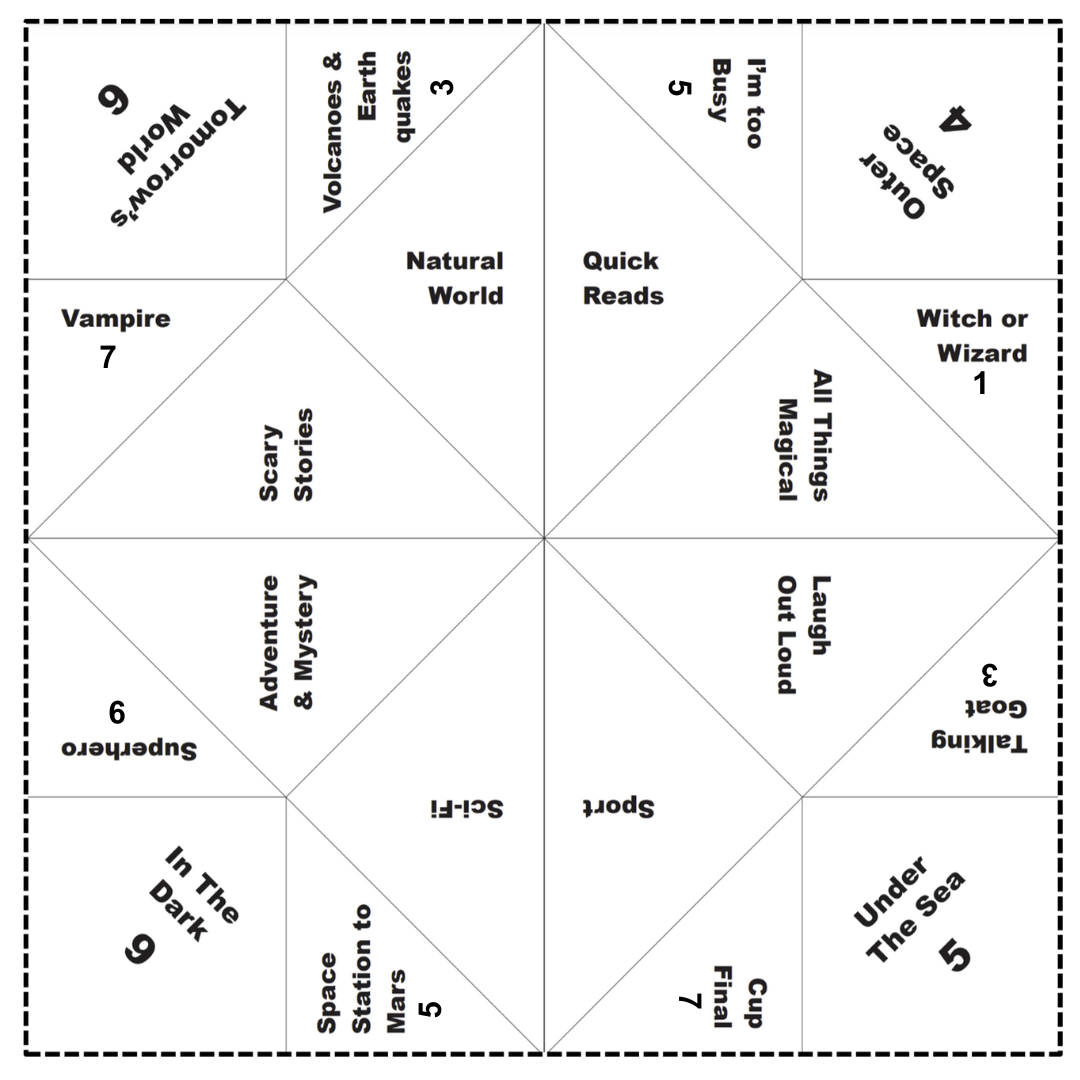 Tomorrow's
World
6
Volcanoes &
Earth
quakes
3
I'm too
Busy
5
Outer
Space
4
Natural
World
Quick
Reads
Vampire
7
Witch or
Wizard
1
Scary
Stories
All Things
Magical
Adventure
& Mystery
Laugh
Out Loud
Superhero
6
Talking
Goat
3
Sci-Fi
Sport
In The
Dark
9
Space
Station to
Mars
5
Cup
Final
7
Under
The Sea
5